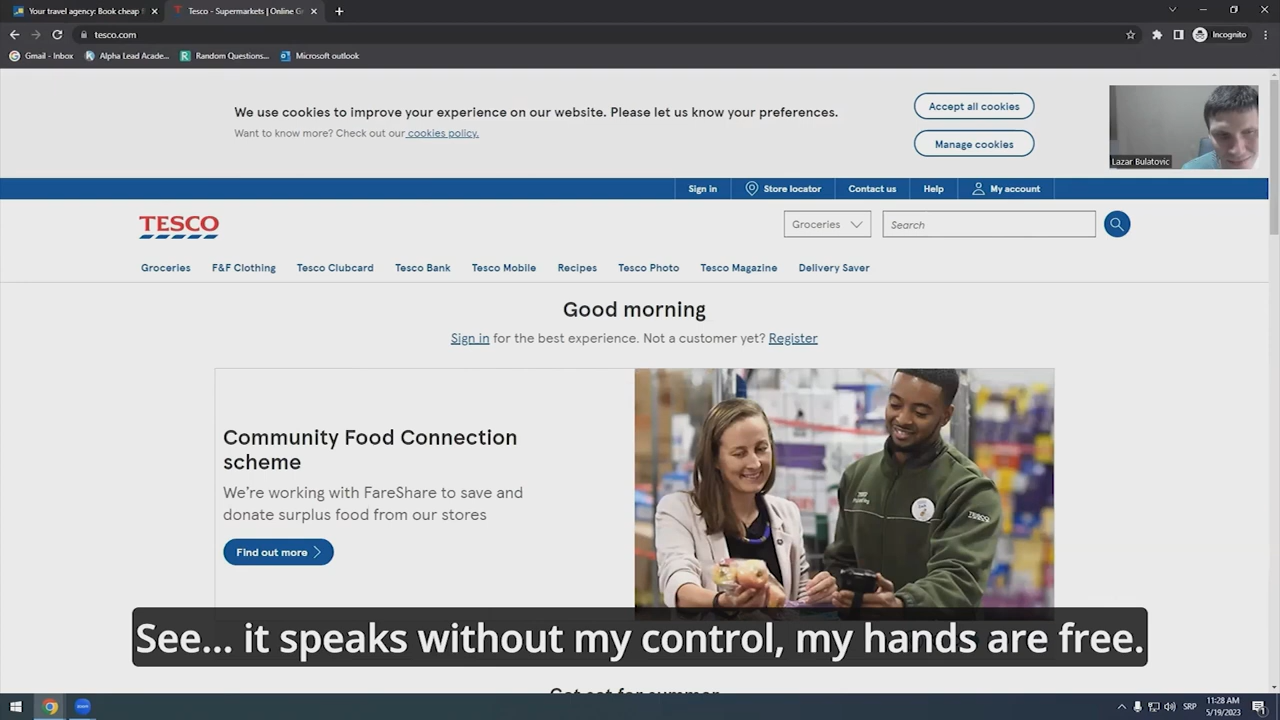 Your travel agency: Book cheap
Tesco - Supermarkets | Online Gr
tesco.com
Incognito
Gmail - Inbox
Alpha Lead Acade...
Random Questions...
Microsoft outlook
We use cookies to improve your experience on our website. Please let us know your preferences.
Want to know more? Check out our cookies policy.
Accept all cookies
Manage cookies
Lazar Bulatovic
Sign in
Store locator
Contact us
Help
My account
TESCO
Groceries
Search
Groceries
F&F Clothing
Tesco Clubcard
Tesco Bank
Tesco Mobile
Recipes
Tesco Photo
Tesco Magazine
Delivery Saver
Good morning
Sign in for the best experience. Not a customer yet? Register
Community Food Connection
scheme
We're working with FareShare to save and
donate surplus food from our stores
Find out more
TESCO
See... it speaks without my control, my hands are free.
SRP
11:28 AM
5/19/2023